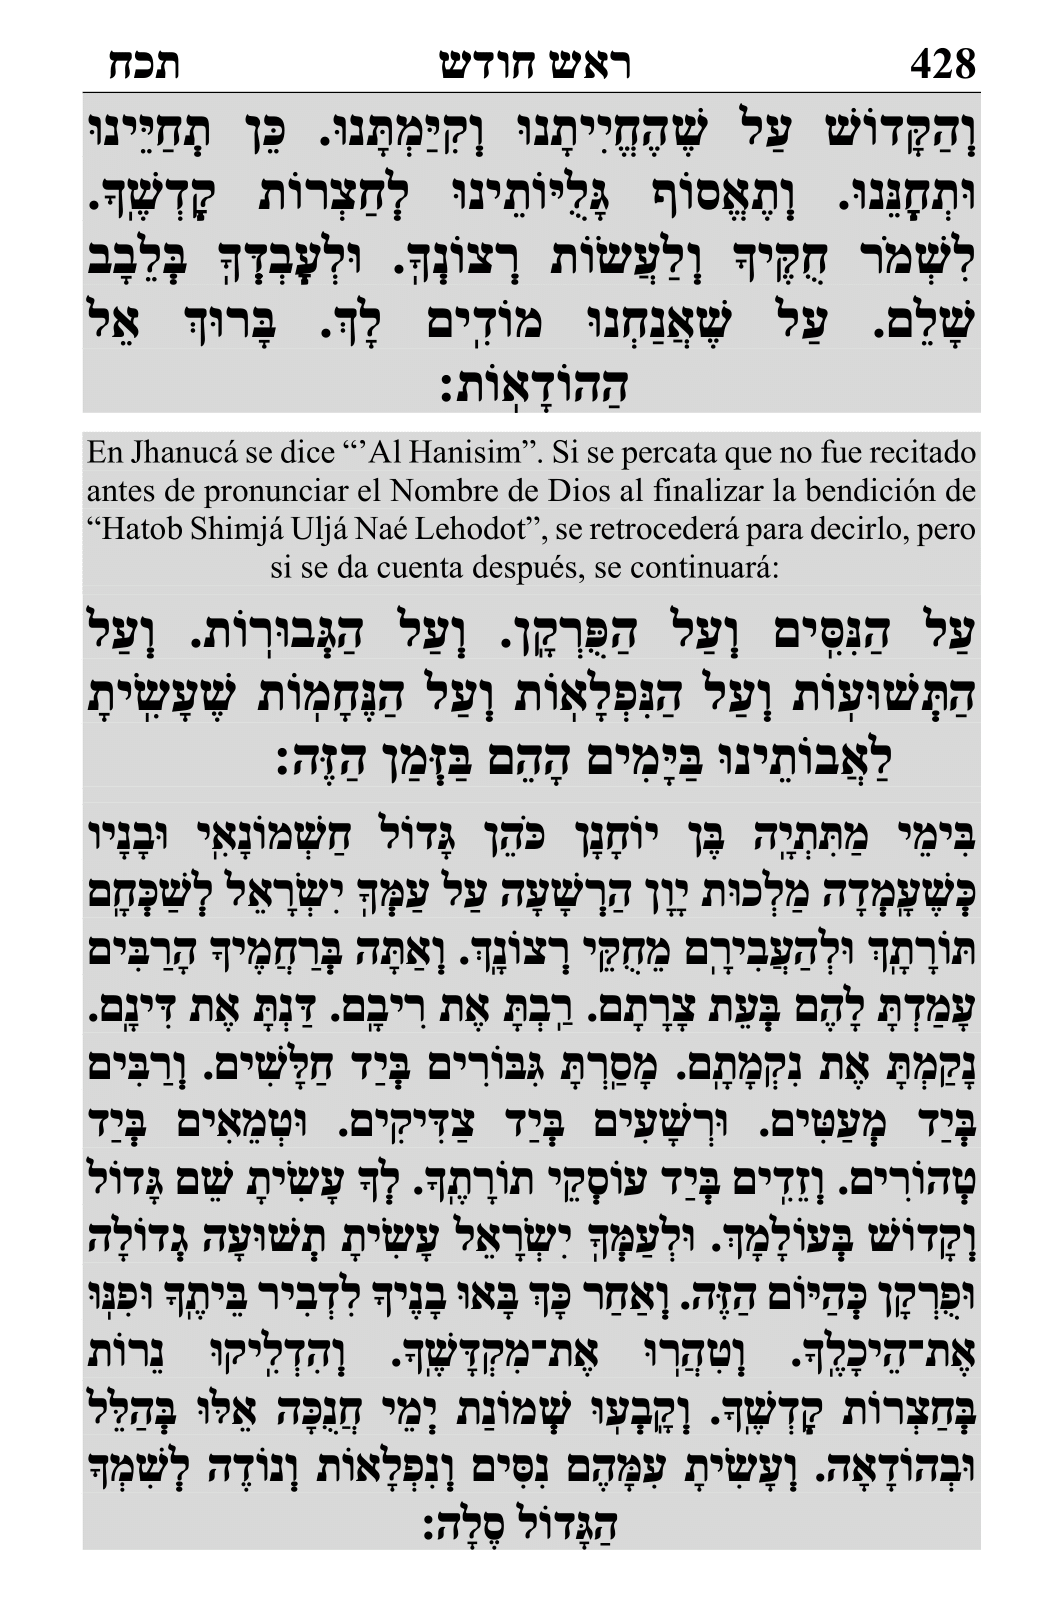 428 ראש חודש תכח
וְהַקָּדוֹשׁ עַל שֶׁהֶחֱיִיתָנוּ וְקִיַּמְתָּנוּ. כֵּן תְּחַיֵּינוּ
וּתְחָנֵּנוּ. וְתֶאֱסוֹף גָּלֻיּוֹתֵינוּ לְחַצְרוֹת קָדְשֶׁךָ.
לִשְׁמֹר חֻקֶּיךָ וְלַעֲשׂוֹת רְצוֹנְךָ. וּלְעָבְדְּךָ בְּלֵבָב
שָׁלֵם. עַל שֶׁאֲנַחְנוּ מוֹדִים לָךְ. בָּרוּךְ אֵל
הַהוֹדָאוֹת:
En Jhanucá se dice “’Al Hanisim”. Si se percata que no fue recitado
antes de pronunciar el Nombre de Dios al finalizar la bendición de
“Hatob Shimjá Uljá Naé Lehodot”, se retrocederá para decirlo, pero
si se da cuenta después, se continuará:
עַל הַנִּסִּים וְעַל הַפֻּרְקָן. וְעַל הַגְּבוּרוֹת. וְעַל
הַתְּשׁוּעוֹת וְעַל הַנִּפְלָאוֹת וְעַל הַנֶּחָמוֹת שֶׁעָשִׂיתָ
לַאֲבוֹתֵינוּ בַּיָּמִים הָהֵם בַּזְּמַן הַזֶּה:
בִּימֵי מַתִּתְיָה בֶּן יוֹחָנָן כֹּהֵן גָּדוֹל חַשְׁמוֹנָאִי וּבָנָיו
כְּשֶׁעָמְדָה מַלְכוּת יָוָן הָרְשָׁעָה עַל עַמְּךָ יִשְׂרָאֵל לְשַׁכְּחָם
תּוֹרָתָךְ וּלְהַעֲבִירָם מֵחֻקֵּי רְצוֹנָךְ. וְאַתָּה בְּרַחֲמֶיךָ הָרַבִּים
עָמַדְתָּ לָהֶם בְּעֵת צָרָתָם. רַבְתָּ אֶת רִיבָם. דַּנְתָּ אֶת דִּינָם.
נָקַמְתָּ אֶת נִקְמָתָם. מָסַרְתָּ גִּבּוֹרִים בְּיַד חַלָּשִׁים. וְרַבִּים
בְּיַד מְעַטִּים. וּרְשָׁעִים בְּיַד צַדִּיקִים. וּטְמֵאִים בְּיַד
טְהוֹרִים. וְזֵדִים בְּיַד עוֹסְקֵי תוֹרָתֶךָ. לְךָ עָשִׂיתָ שֵׁם גָּדוֹל
וְקָדוֹשׁ בְּעוֹלָמָךְ. וּלְעַמְּךָ יִשְׂרָאֵל עָשִׂיתָ תְּשׁוּעָה גְדוֹלָה
וּפֻרְקָן כְּהַיּוֹם הַזֶּה. וְאַחַר כָּךְ בָּאוּ בָנֶיךָ לִדְבִיר בֵּיתֶךָ וּפִנּוּ
אֶת־הֵיכָלֶךָ. וְטִהֲרוּ אֶת־מִקְדָּשֶׁךָ. וְהִדְלִיקוּ נֵרוֹת
בְּחַצְרוֹת קָדְשֶׁךָ. וְקָבְעוּ שְׁמוֹנַת יְמֵי חֲנֻכָּה אֵלּוּ בְּהַלֵּל
וּבְהוֹדָאָה. וְעָשִׂיתָ עִמָּהֶם נִסִּים וְנִפְלָאוֹת וְנוֹדֶה לְשִׁמְךָ
הַגָּדוֹל סֶלָה: